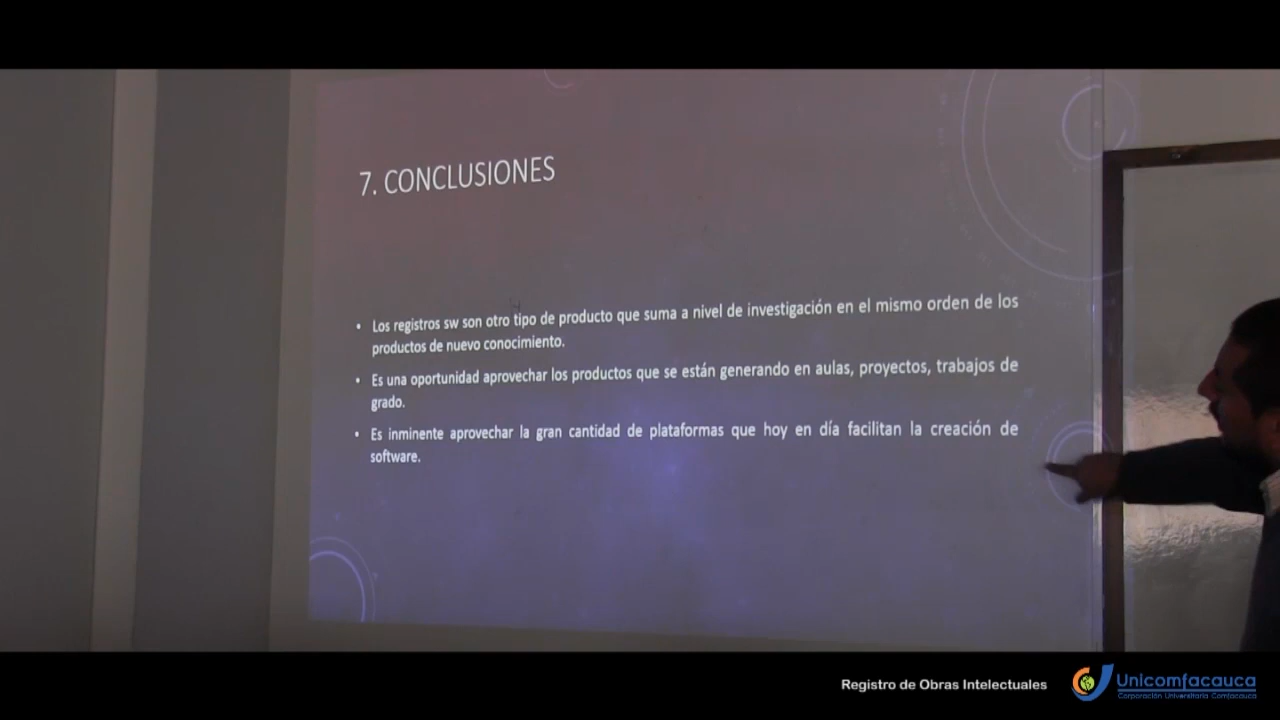 7. CONCLUSIONES
• Los registros sw son otro tipo de producto que suma a nivel de investigación en el mismo orden de los
productos de nuevo conocimiento.
• Es una oportunidad aprovechar los productos que se están generando en aulas, proyectos, trabajos de
grado.
• Es inminente aprovechar la gran cantidad de plataformas que hoy en día facilitan la creación de
software.
Registro de Obras Intelectuales
Unicomfacauca
Corporación Universitaria Comfacauca